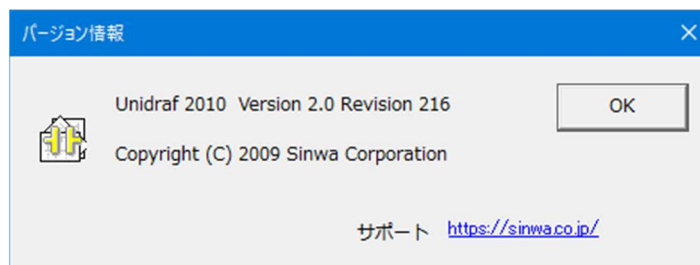 バージョン情報
Unidraf 2010  Version 2.0 Revision 216
OK
Copyright (C) 2009 Sinwa Corporation
サポート https://sinwa.co.jp/